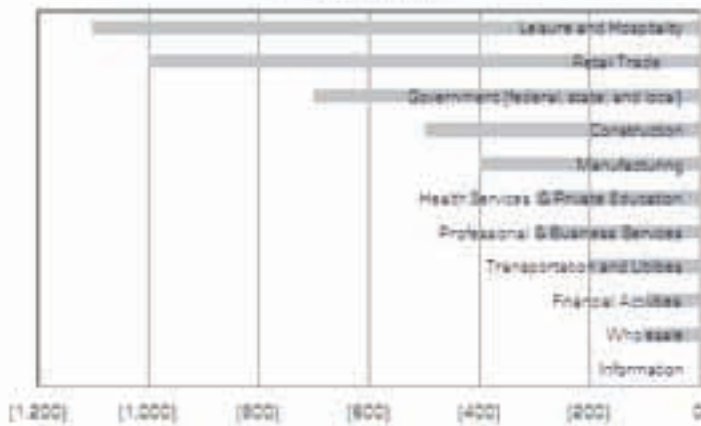 Leisure and Hospitality
Retail Trade
Government (federal, state, and local)
Construction
Manufacturing
Health Services & Private Education
Professional & Business Services
Transportation and Utilities
Financial Activities
Wholesale
Information
(1,200) (1,000) (800) (600) (400) (200) 0